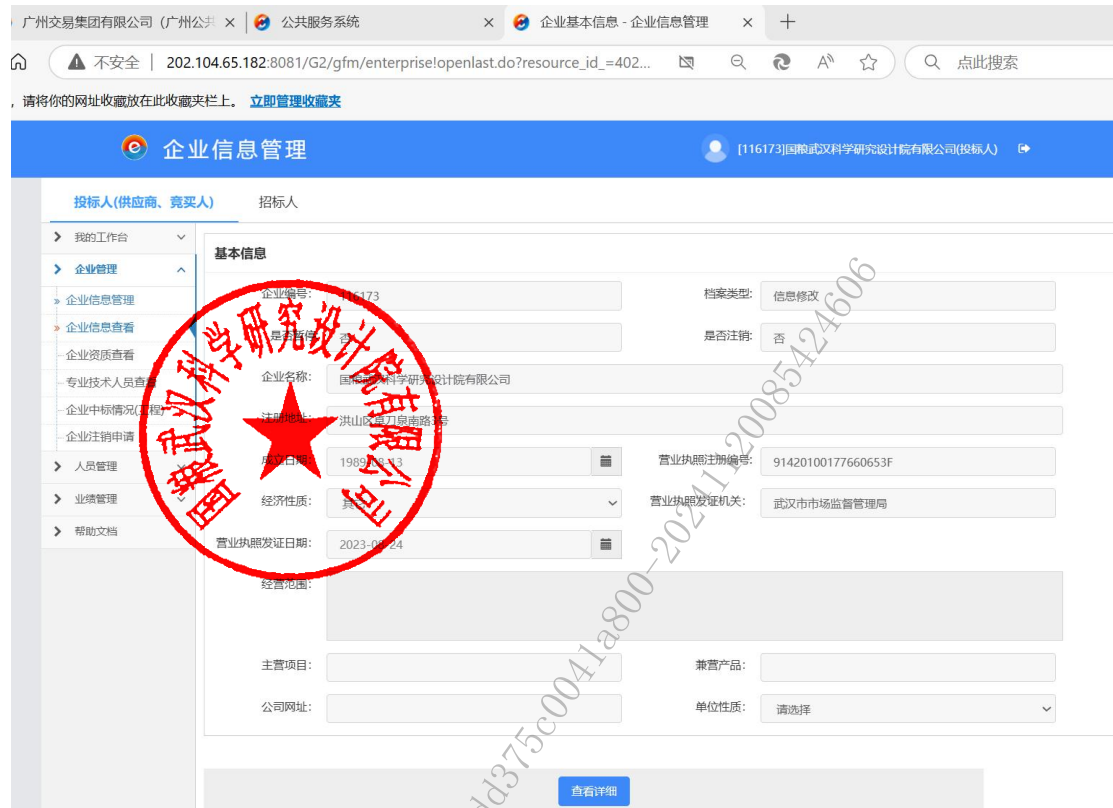 广州交易集团有限公司（广州公共
公共服务系统
企业基本信息 - 企业信息管理
不安全 | 202.104.65.182:8081/G2/gfm/enterprise!openlast.do?resource_id_=402...
点此搜索
，请将你的网址收藏放在此收藏夹栏上。 立即管理收藏夹
企业信息管理
[116173]国粮武汉科学研究设计院有限公司(投标人)
投标人(供应商、竞买人) 招标人
我的工作台
企业管理
企业信息管理
企业信息查看
企业资质查看
专业技术人员查看
企业中标情况(工程)
企业注销申请
人员管理
业绩管理
帮助文档
基本信息
企业编号: 116173 档案类型: 信息修改
是否暂停: 否 是否注销: 否
企业名称: 国粮武汉科学研究设计院有限公司
注册地址: 洪山区卓刀泉南路3号
成立日期: 营业执照注册编号: 91420100177660653F
经济性质: 营业执照发证机关: 武汉市市场监督管理局
营业执照发证日期:
经营范围:
主营项目: 兼营产品:
公司网址: 单位性质: 请选择
查看详细
国粮武汉科学研究设计院有限公司
dd375c0041a800-20241120085424606